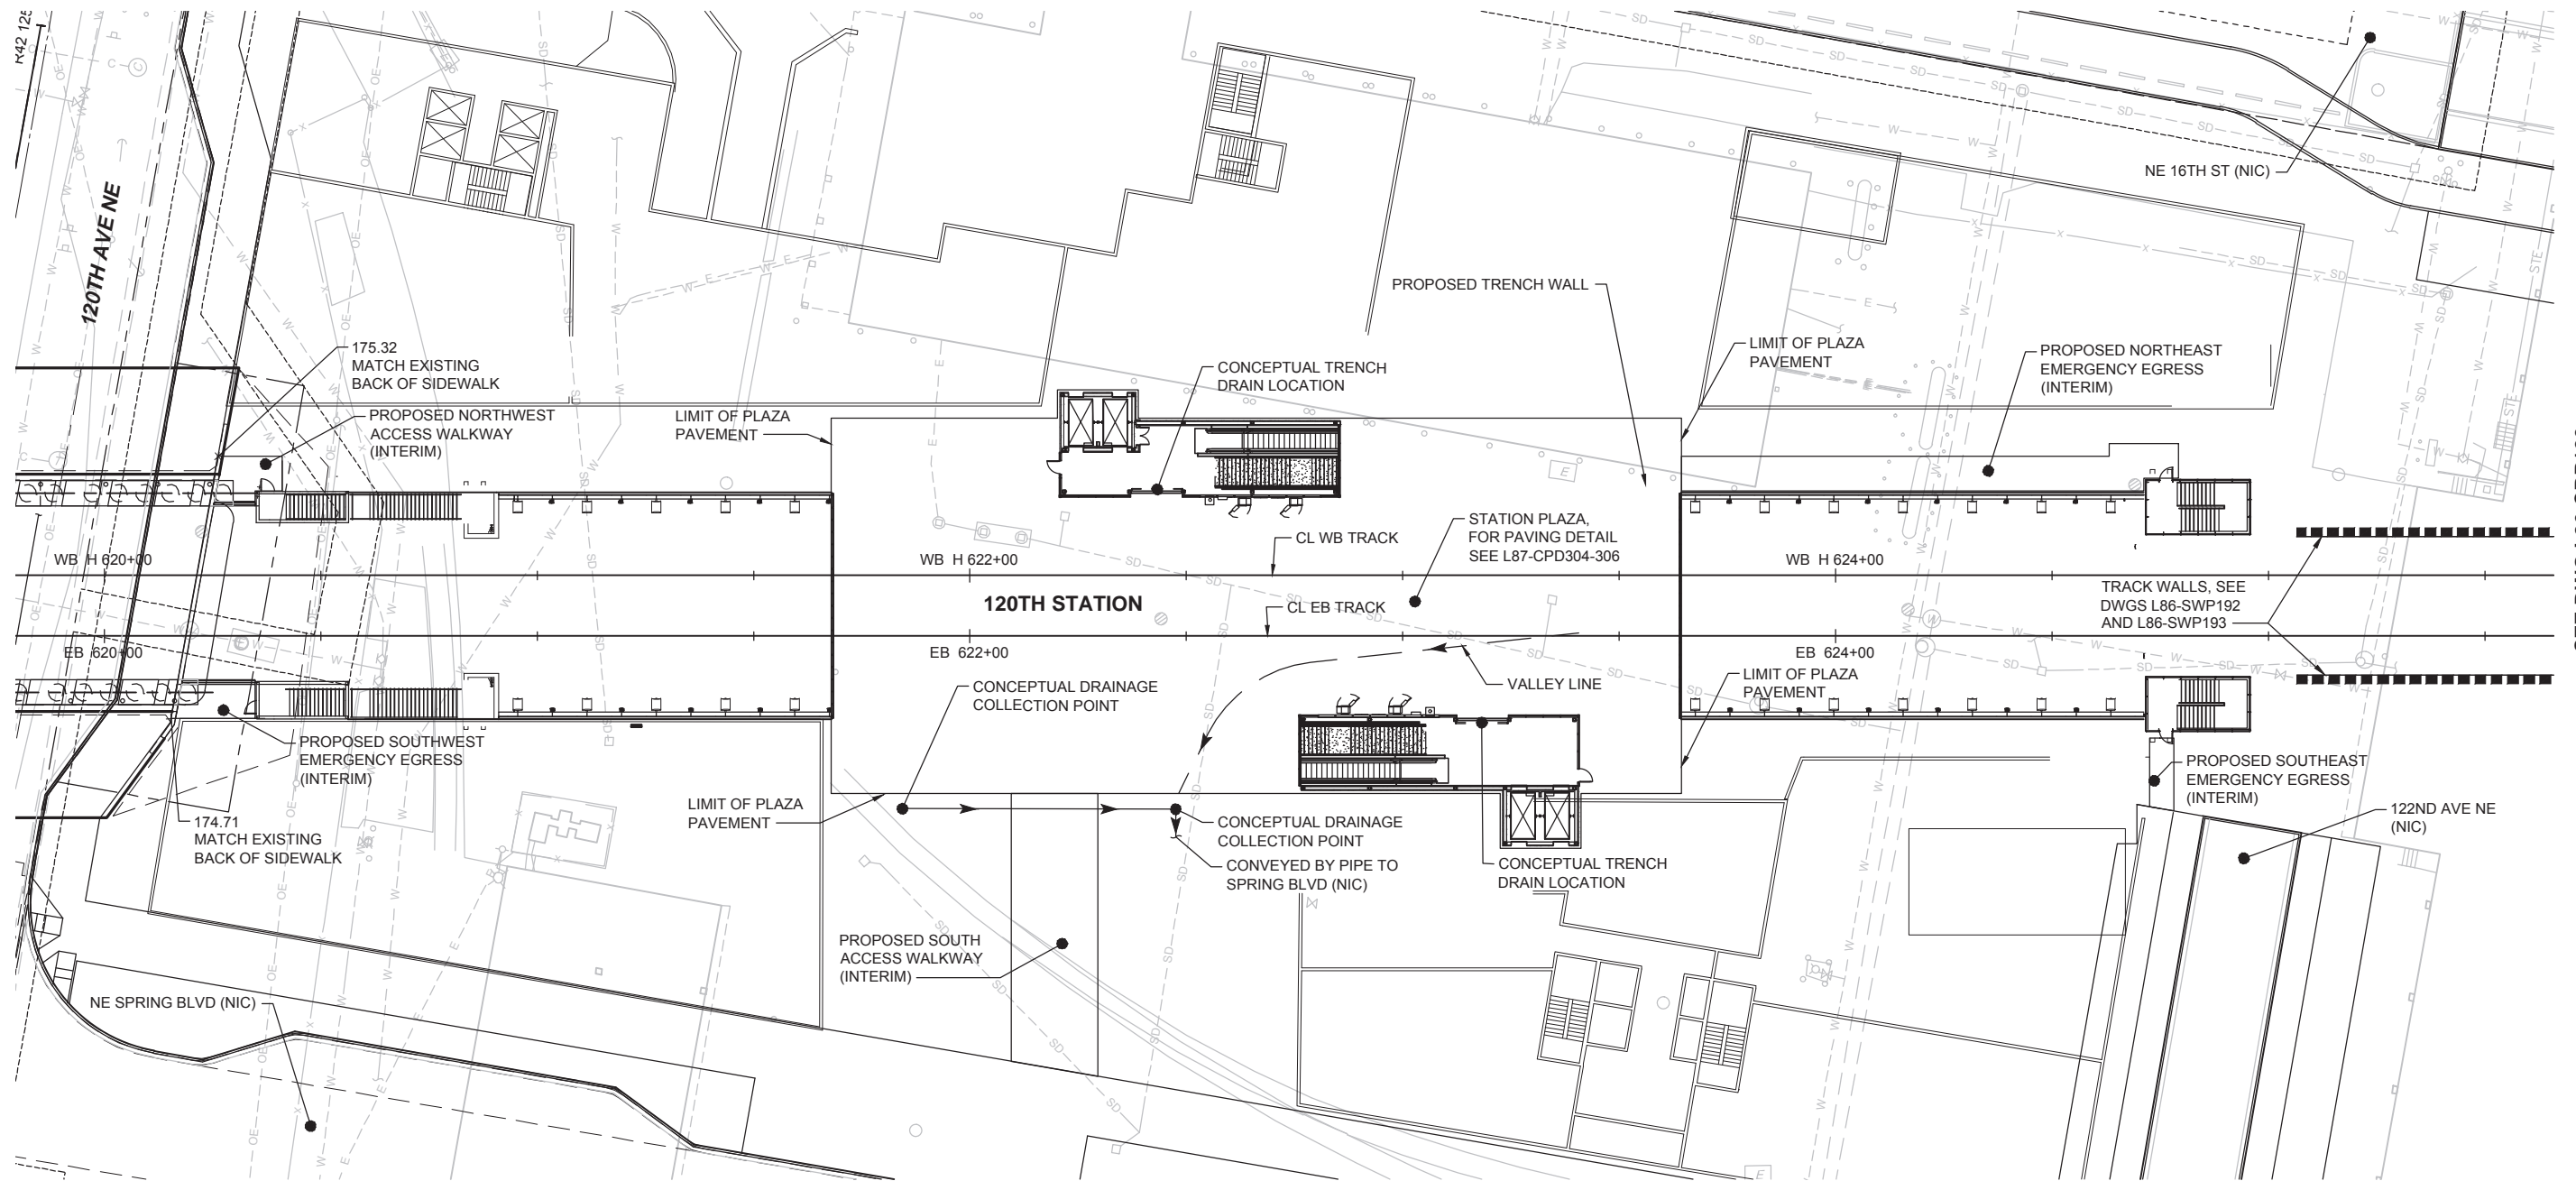 R42 125
120TH AVE NE
NE 16TH ST (NIC)
PROPOSED TRENCH WALL
175.32
MATCH EXISTING
BACK OF SIDEWALK
CONCEPTUAL TRENCH
DRAIN LOCATION
LIMIT OF PLAZA
PAVEMENT
PROPOSED NORTHEAST
EMERGENCY EGRESS
(INTERIM)
PROPOSED NORTHWEST
ACCESS WALKWAY
(INTERIM)
LIMIT OF PLAZA
PAVEMENT
STATION PLAZA,
FOR PAVING DETAIL
SEE L87-CPD304-306
CL WB TRACK
WB H 620+00
WB H 622+00
WB H 624+00
120TH STATION
CL EB TRACK
TRACK WALLS, SEE
DWGS L86-SWP192
AND L86-SWP193
EB 620+00
EB 622+00
EB 624+00
CONCEPTUAL DRAINAGE
COLLECTION POINT
VALLEY LINE
LIMIT OF PLAZA
PAVEMENT
PROPOSED SOUTHWEST
EMERGENCY EGRESS
(INTERIM)
PROPOSED SOUTHEAST
EMERGENCY EGRESS
(INTERIM)
LIMIT OF PLAZA
PAVEMENT
174.71
MATCH EXISTING
BACK OF SIDEWALK
CONCEPTUAL DRAINAGE
COLLECTION POINT
122ND AVE NE
(NIC)
CONVEYED BY PIPE TO
SPRING BLVD (NIC)
CONCEPTUAL TRENCH
DRAIN LOCATION
PROPOSED SOUTH
ACCESS WALKWAY
(INTERIM)
NE SPRING BLVD (NIC)